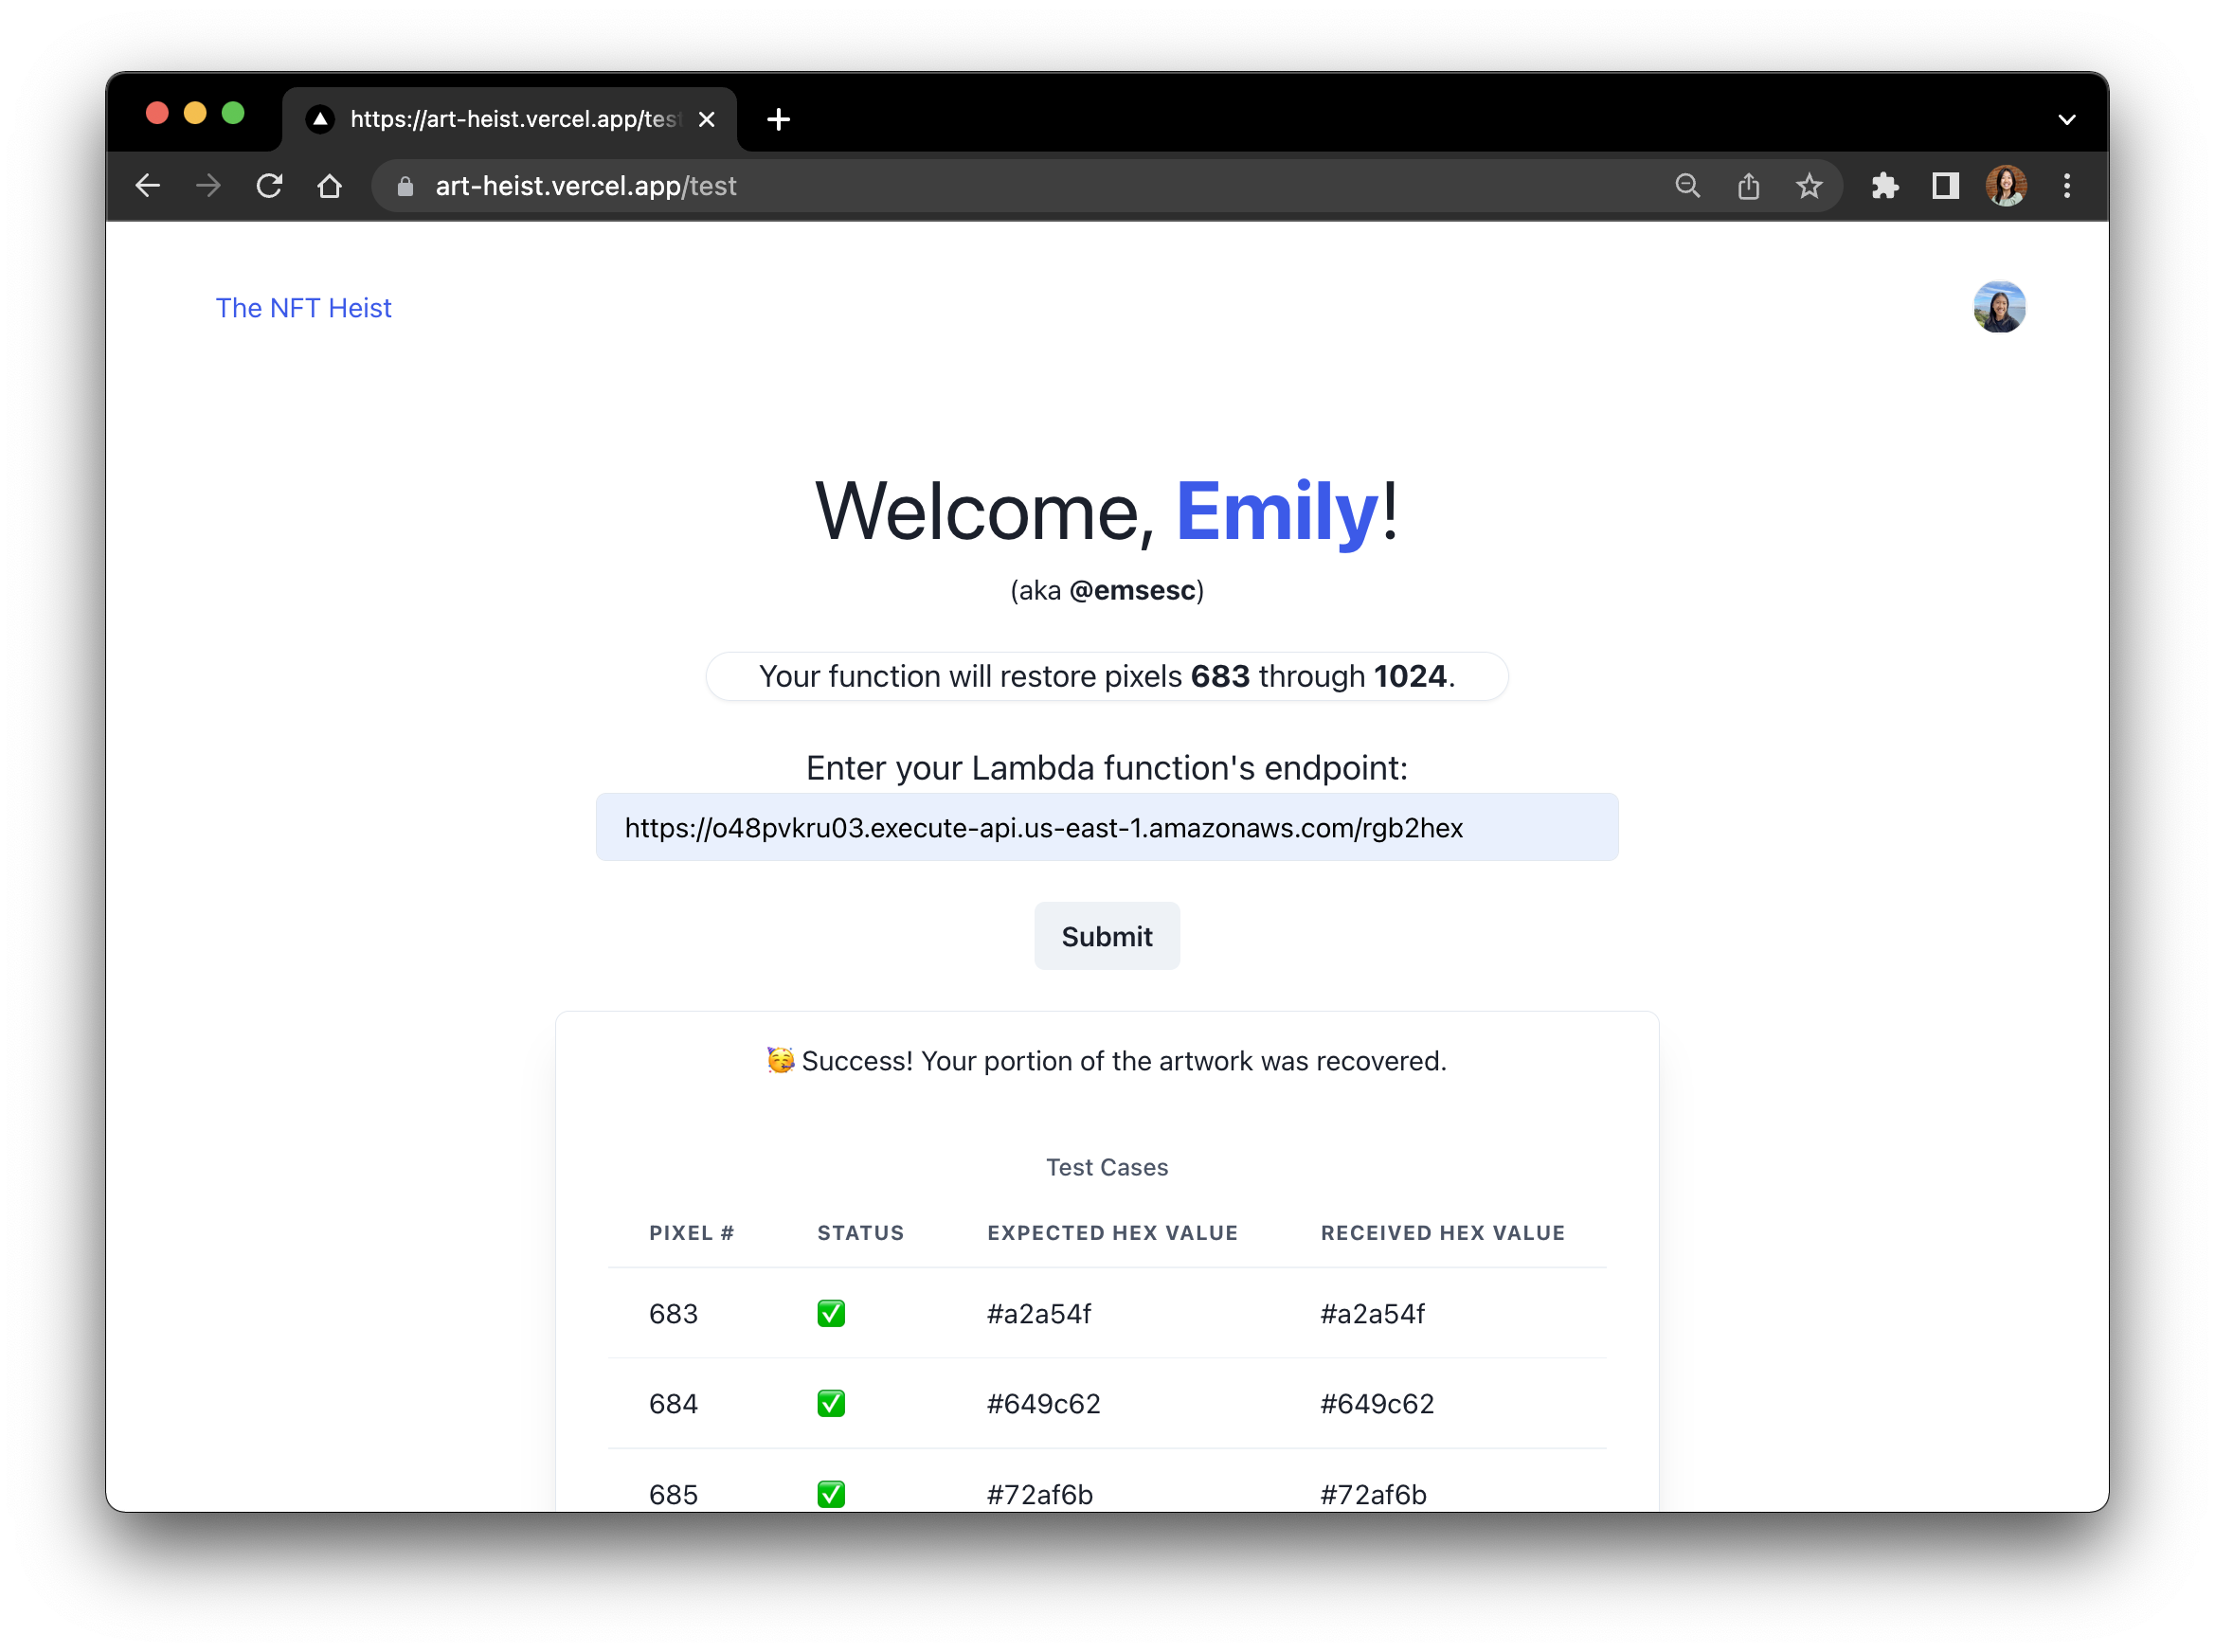 https://art-heist.vercel.app/test
art-heist.vercel.app/test
The NFT Heist
Welcome, Emily!
(aka @emsesc)
Your function will restore pixels 683 through 1024.
Enter your Lambda function's endpoint:
https://o48pvkru03.execute-api.us-east-1.amazonaws.com/rgb2hex
Submit
🥳 Success! Your portion of the artwork was recovered.
Test Cases
PIXEL # STATUS EXPECTED HEX VALUE RECEIVED HEX VALUE
683 ✅ #a2a54f #a2a54f
684 ✅ #649c62 #649c62
685 ✅ #72af6b #72af6b